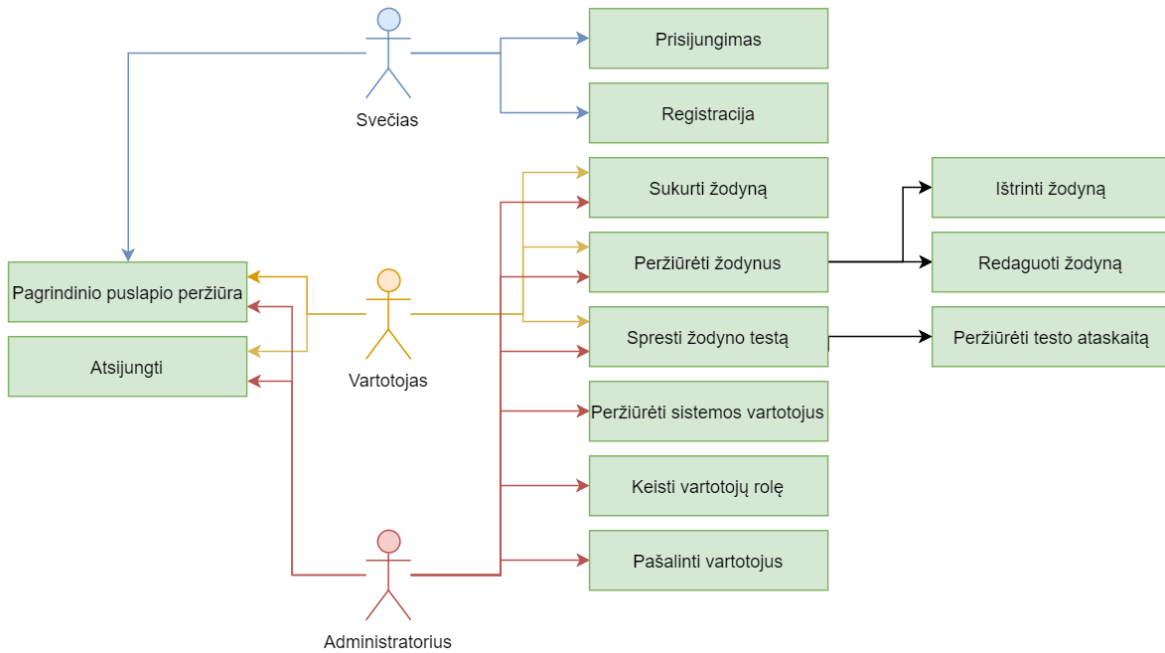 Prisijungimas
Registracija
Svečias
Sukurti žodyną
Ištrinti žodyną
Peržiūrėti žodynus
Redaguoti žodyną
Pagrindinio puslapio peržiūra
Spresti žodyno testą
Peržiūrėti testo ataskaitą
Atsijungti
Vartotojas
Peržiūrėti sistemos vartotojus
Keisti vartotojų rolę
Pašalinti vartotojus
Administratorius